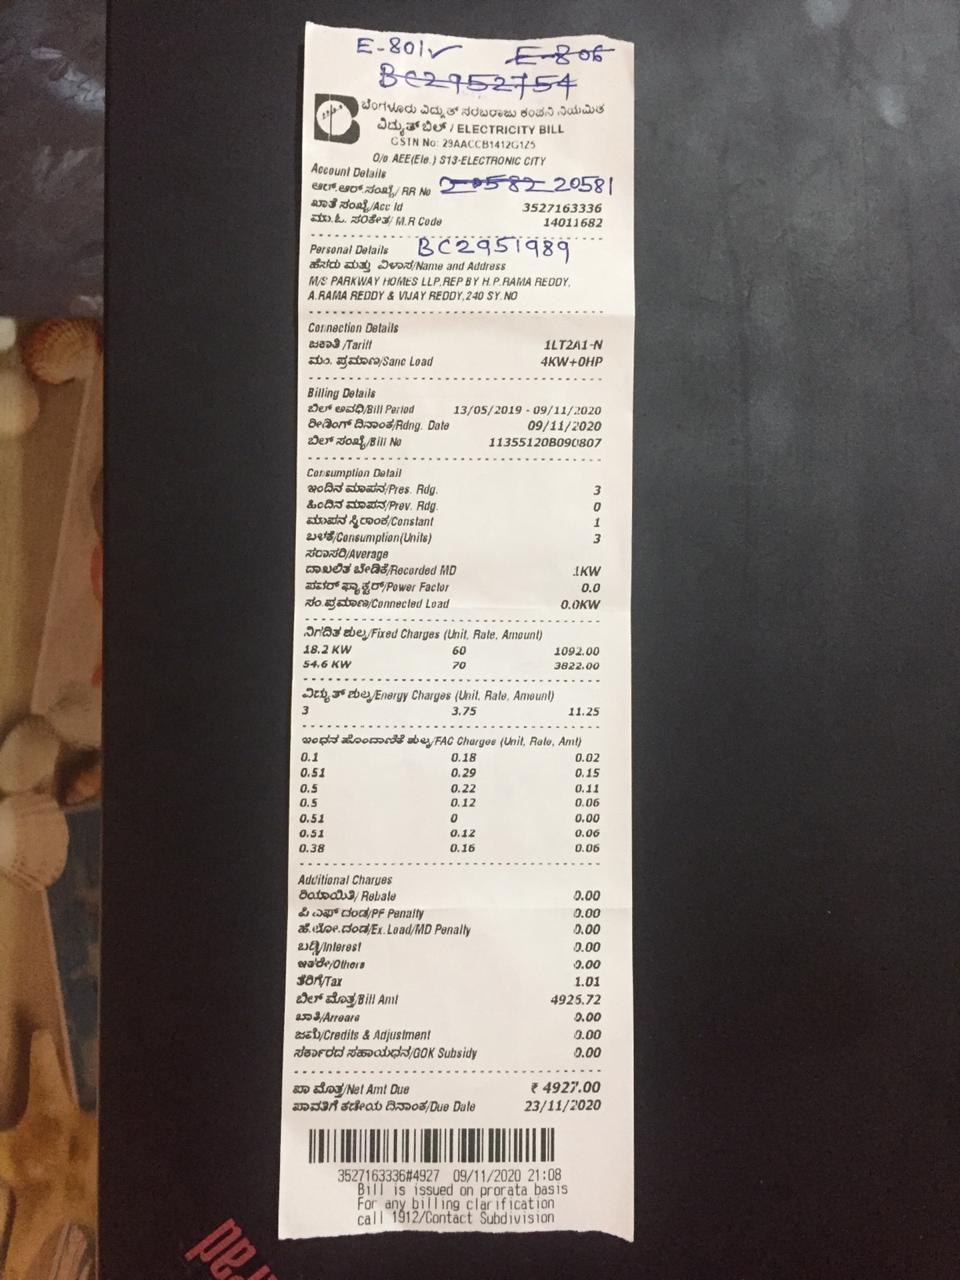 E-801✓ E-806
BC2952754
ಬೆಂಗಳೂರು ವಿದ್ಯುತ್ ಸರಬರಾಜು ಕಂಪನಿ ನಿಯಮಿತ
ವಿದ್ಯುತ್ ಬಿಲ್ / ELECTRICITY BILL
GSTN No: 29AACCB1412G1Z5
O/o AEE(Ele.) S13-ELECTRONIC CITY
Account Details
ಆರ್.ಆರ್.ಸಂಖ್ಯೆ/ RR No 20582 20581
ಖಾತೆ ಸಂಖ್ಯೆ/Acc Id 3527163336
ಮಾ.ಓ. ಸಂಕೇತ/ M.R Code 14011682
Personal Details BC2951989
ಹೆಸರು ಮತ್ತು ವಿಳಾಸ/Name and Address
M/S PARKWAY HOMES LLP,REP BY H.P.RAMA REDDY,
A.RAMA REDDY & VIJAY REDDY,240 SY.NO
Connection Details
ಜಕಾತಿ /Tariff 1LT2A1-N
ಮಂ. ಪ್ರಮಾಣ/Sanc Load 4KW+0HP
Billing Details
ಬಿಲ್ ಅವಧಿ/Bill Period 13/05/2019 - 09/11/2020
ರೀಡಿಂಗ್ ದಿನಾಂಕ/Rdng. Date 09/11/2020
ಬಿಲ್ ಸಂಖ್ಯೆ/Bill No 11355120B090807
Consumption Detail
ಇಂದಿನ ಮಾಪನ/Pres. Rdg. 3
ಹಿಂದಿನ ಮಾಪನ/Prev. Rdg. 0
ಮಾಪನ ಸ್ಥಿರಾಂಕ/Constant 1
ಬಳಕೆ/Consumption(Units) 3
ಸರಾಸರಿ/Average
ದಾಖಲಿತ ಬೇಡಿಕೆ/Recorded MD .1KW
ಪವರ್ ಫ್ಯಾಕ್ಟರ್/Power Factor 0.0
ಸಂ.ಪ್ರಮಾಣ/Connected Load 0.0KW
ನಿಗದಿತ ಶುಲ್ಕ/Fixed Charges (Unit, Rate, Amount)
18.2 KW 60 1092.00
54.6 KW 70 3822.00
ವಿದ್ಯುತ್ ಶುಲ್ಕ/Energy Charges (Unit, Rate, Amount)
3 3.75 11.25
ಇಂಧನ ಹೊಂದಾಣಿಕೆ ಶುಲ್ಕ/FAC Charges (Unit, Rate, Amt)
0.1 0.18 0.02
0.51 0.29 0.15
0.5 0.22 0.11
0.5 0.12 0.06
0.51 0 0.00
0.51 0.12 0.06
0.38 0.16 0.06
Additional Charges
ರಿಯಾಯಿತಿ/ Rebate 0.00
ಪಿ ಎಫ್ ದಂಡ/PF Penalty 0.00
ಹೆ.ಲೋ.ದಂಡ/Ex.Load/MD Penalty 0.00
ಬಡ್ಡಿ/Interest 0.00
ಇತರೇ/Others 0.00
ತೆರಿಗೆ/Tax 1.01
ಬಿಲ್ ಮೊತ್ತ/Bill Amt 4925.72
ಬಾಕಿ/Arrears 0.00
ಜಮೆ/Credits & Adjustment 0.00
ಸರ್ಕಾರದ ಸಹಾಯಧನ/GOK Subsidy 0.00
ಪಾ ಮೊತ್ತ/Net Amt Due ₹ 4927.00
ಪಾವತಿಗೆ ಕಡೇಯ ದಿನಾಂಕ/Due Date 23/11/2020
3527163336#4927 09/11/2020 21:08
Bill is issued on prorata basis
For any billing clarification
call 1912/Contact Subdivision